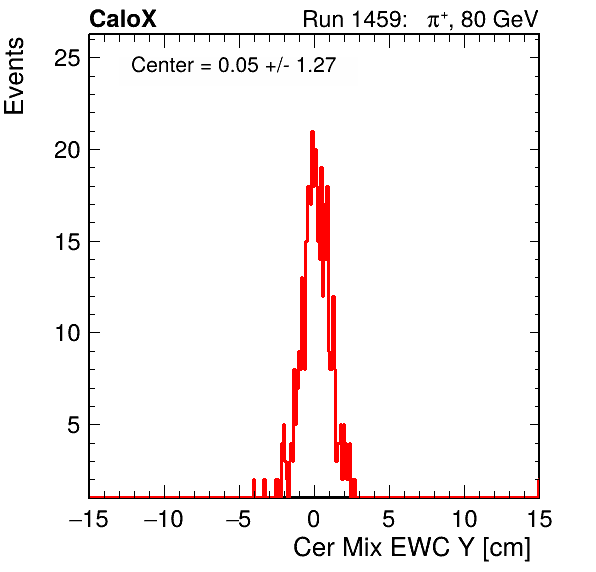 CaloX Run 1459: π⁺, 80 GeV
Events
Center = 0.05 +/- 1.27
25
20
15
10
5
−15 −10 −5 0 5 10 15
Cer Mix EWC Y [cm]